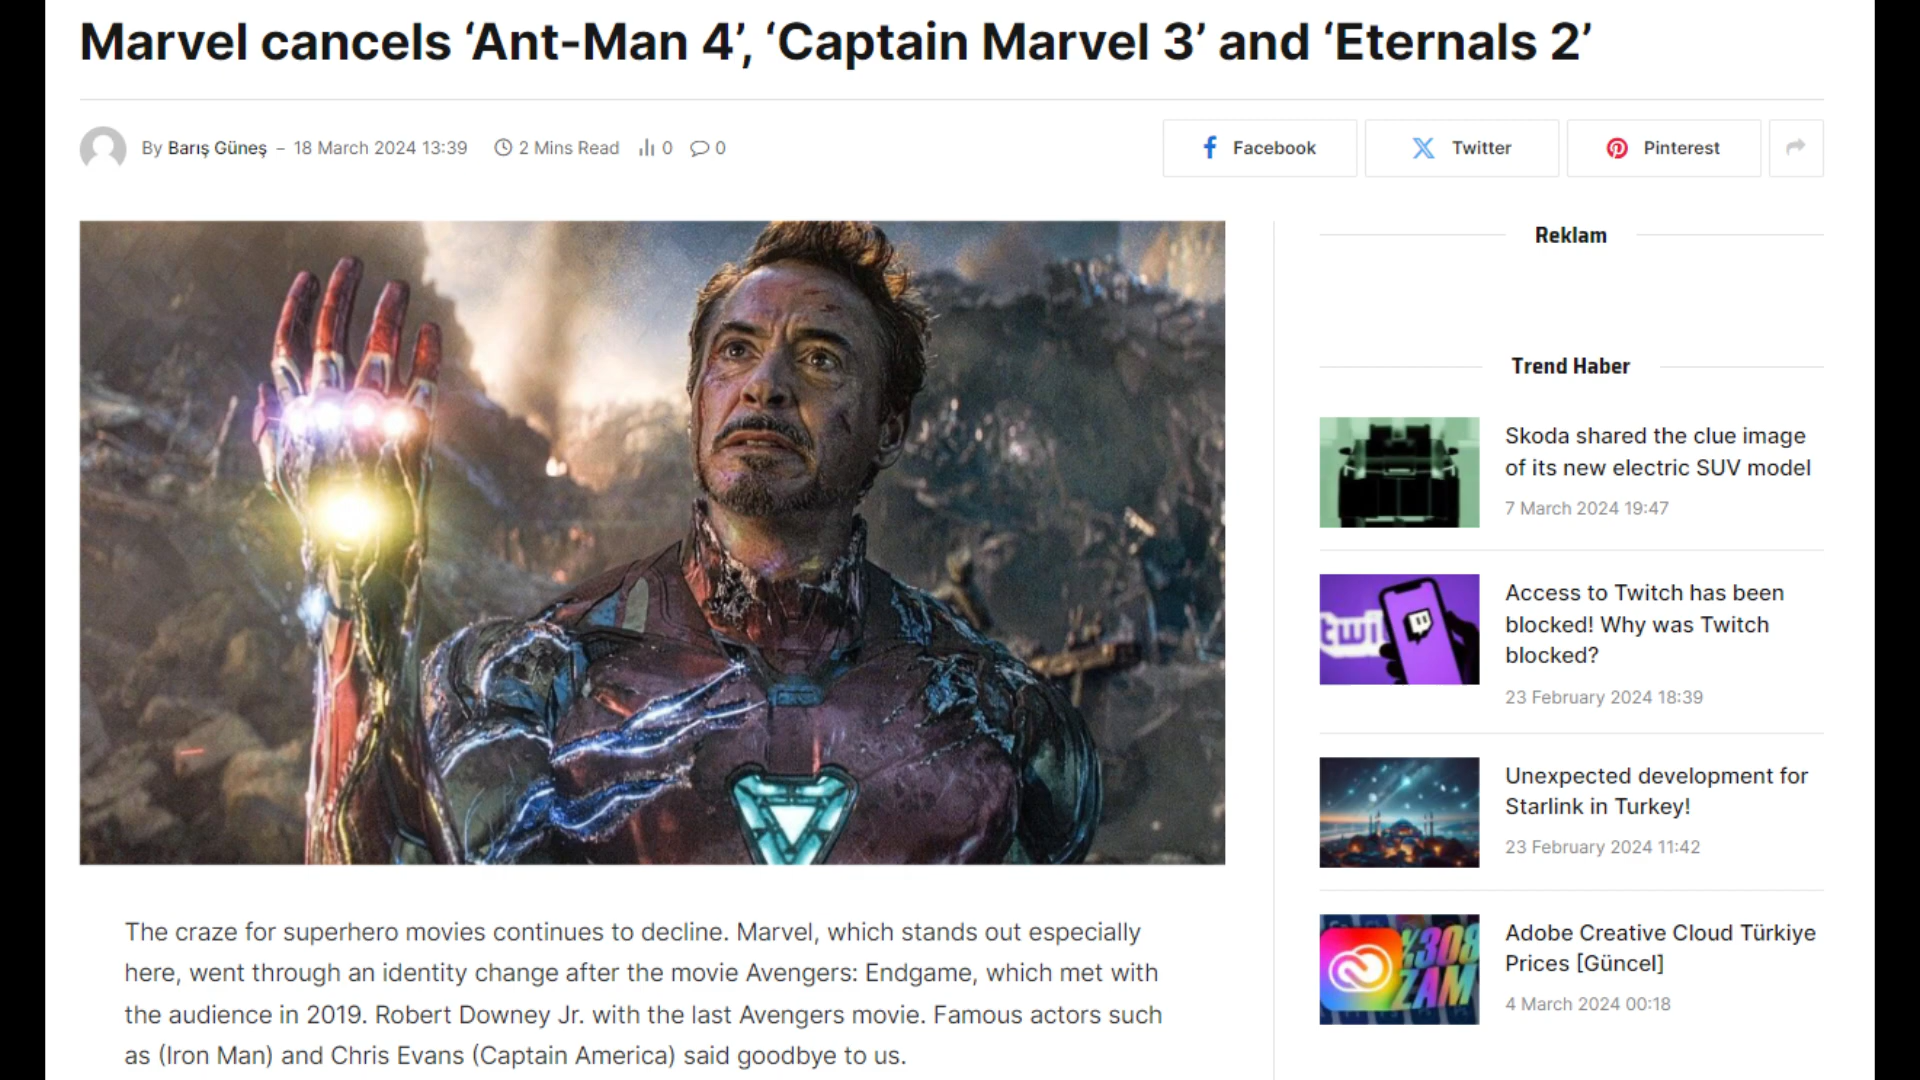 Marvel cancels ‘Ant-Man 4’, ‘Captain Marvel 3’ and ‘Eternals 2’
By Barış Güneş – 18 March 2024 13:39 2 Mins Read 0 0
Facebook Twitter Pinterest
The craze for superhero movies continues to decline. Marvel, which stands out especially
here, went through an identity change after the movie Avengers: Endgame, which met with
the audience in 2019. Robert Downey Jr. with the last Avengers movie. Famous actors such
as (Iron Man) and Chris Evans (Captain America) said goodbye to us.
Reklam
Trend Haber
Skoda shared the clue image
of its new electric SUV model
7 March 2024 19:47
twi
Access to Twitch has been
blocked! Why was Twitch
blocked?
23 February 2024 18:39
Unexpected development for
Starlink in Turkey!
23 February 2024 11:42
%308
ZAM
Adobe Creative Cloud Türkiye
Prices [Güncel]
4 March 2024 00:18